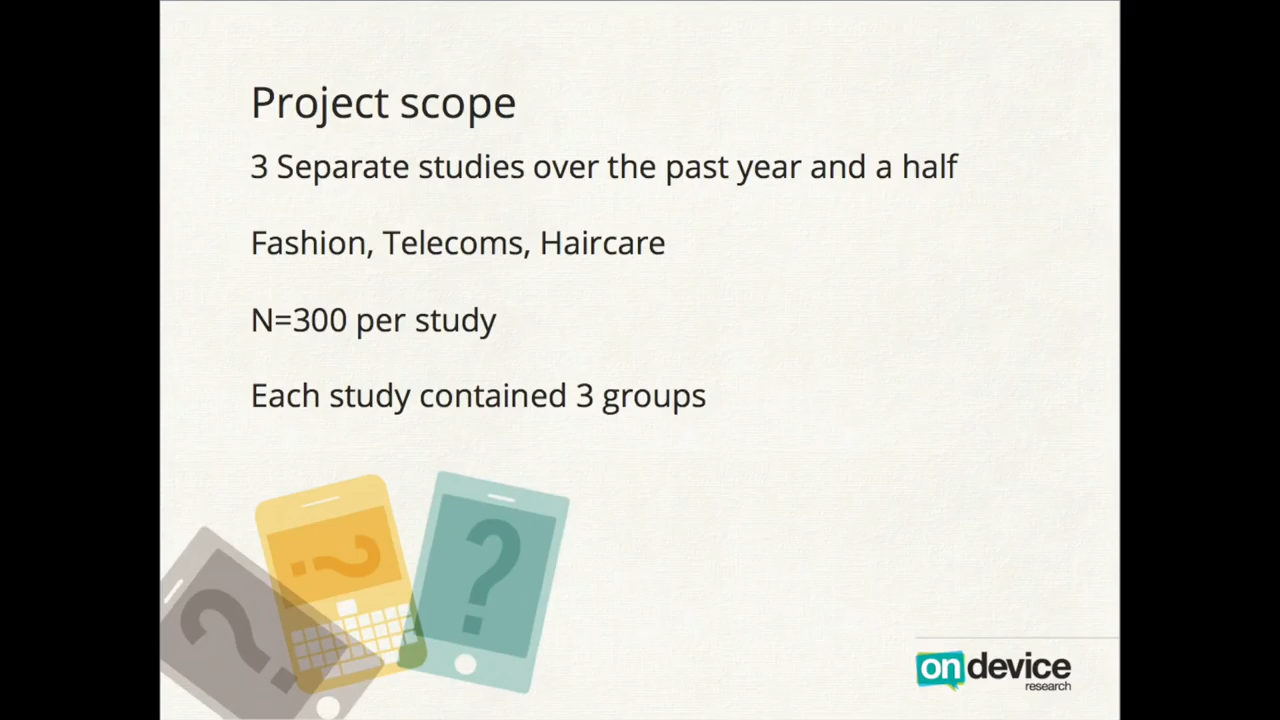 Project scope
3 Separate studies over the past year and a half
Fashion, Telecoms, Haircare
N=300 per study
Each study contained 3 groups
?
?
?
ondevice
research